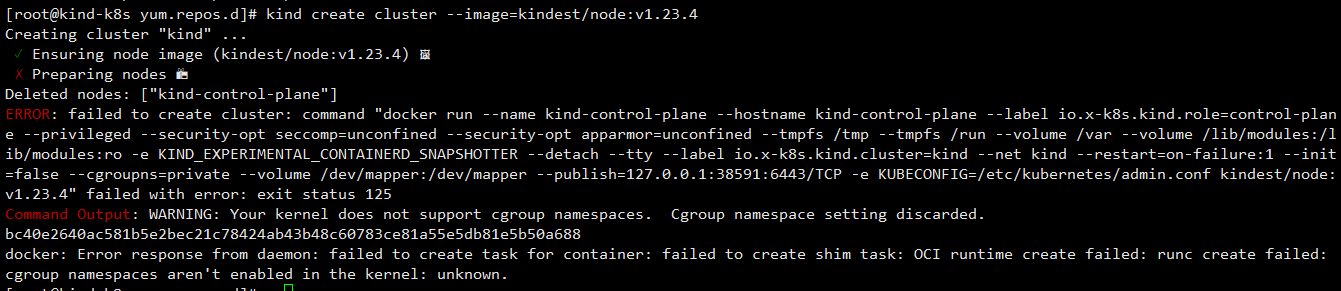 [root@kind-k8s yum.repos.d]# kind create cluster --image=kindest/node:v1.23.4
Creating cluster "kind" ...
✓ Ensuring node image (kindest/node:v1.23.4) 🖼
✗ Preparing nodes 📦
Deleted nodes: ["kind-control-plane"]
ERROR: failed to create cluster: command "docker run --name kind-control-plane --hostname kind-control-plane --label io.x-k8s.kind.role=control-plan
e --privileged --security-opt seccomp=unconfined --security-opt apparmor=unconfined --tmpfs /tmp --tmpfs /run --volume /var --volume /lib/modules:/l
ib/modules:ro -e KIND_EXPERIMENTAL_CONTAINERD_SNAPSHOTTER --detach --tty --label io.x-k8s.kind.cluster=kind --net kind --restart=on-failure:1 --init
=false --cgroupns=private --volume /dev/mapper:/dev/mapper --publish=127.0.0.1:38591:6443/TCP -e KUBECONFIG=/etc/kubernetes/admin.conf kindest/node:
v1.23.4" failed with error: exit status 125
Command Output: WARNING: Your kernel does not support cgroup namespaces.  Cgroup namespace setting discarded.
bc40e2640ac581b5e2bec21c78424ab43b48c60783ce81a55e5db81e5b50a688
docker: Error response from daemon: failed to create task for container: failed to create shim task: OCI runtime create failed: runc create failed:
cgroup namespaces aren't enabled in the kernel: unknown.